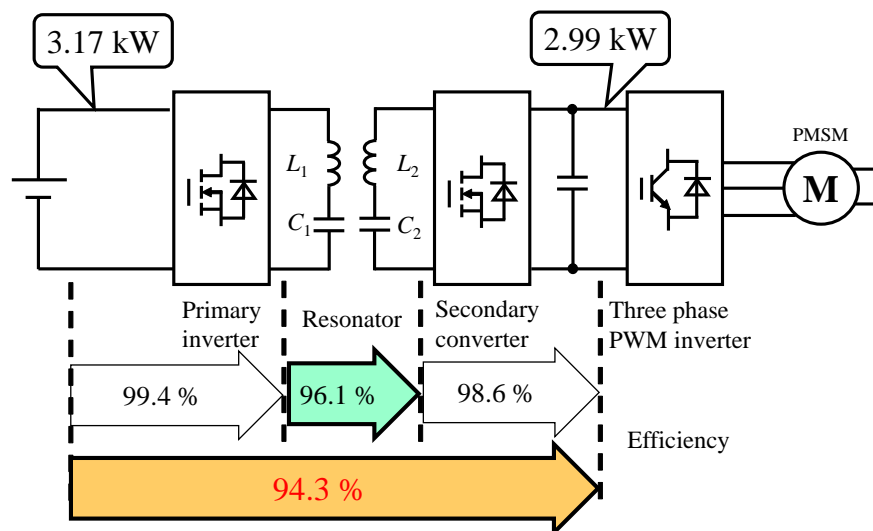 3.17 kW
2.99 kW
PMSM
L1
L2
M
C1
C2
Primary
inverter
Resonator
Secondary
converter
Three phase
PWM inverter
99.4 %
96.1 %
98.6 %
Efficiency
94.3 %